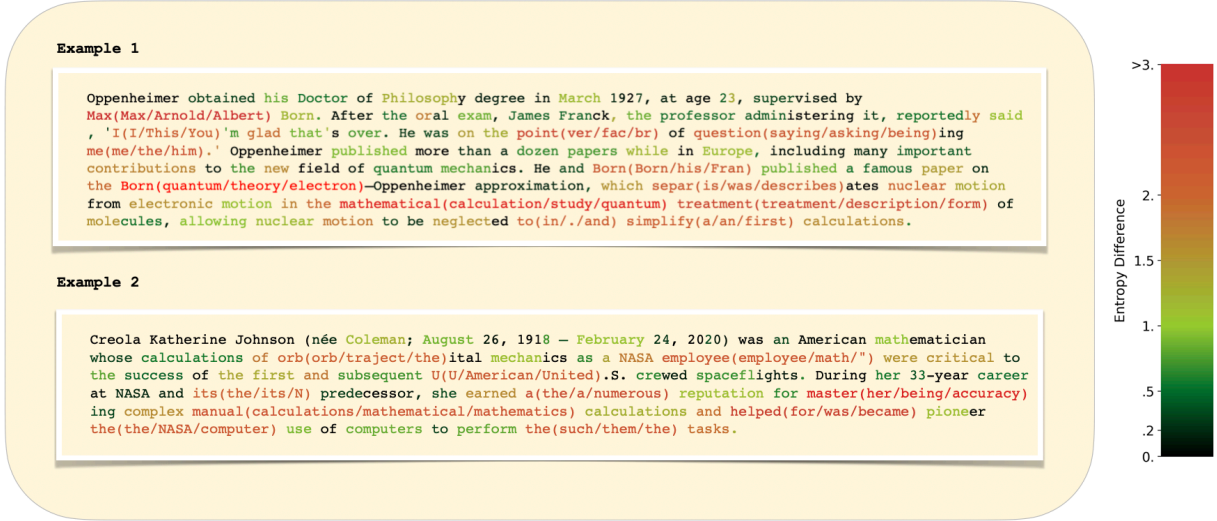 Example 1
Oppenheimer obtained his Doctor of Philosophy degree in March 1927, at age 23, supervised by
Max(Max/Arnold/Albert) Born. After the oral exam, James Franck, the professor administering it, reportedly said
, 'I(I/This/You)'m glad that's over. He was on the point(ver/fac/br) of question(saying/asking/being)ing
me(me/the/him).' Oppenheimer published more than a dozen papers while in Europe, including many important
contributions to the new field of quantum mechanics. He and Born(Born/his/Fran) published a famous paper on
the Born(quantum/theory/electron)—Oppenheimer approximation, which separ(is/was/describes)ates nuclear motion
from electronic motion in the mathematical(calculation/study/quantum) treatment(treatment/description/form) of
molecules, allowing nuclear motion to be neglected to(in/./and) simplify(a/an/first) calculations.
Example 2
Creola Katherine Johnson (née Coleman; August 26, 1918 – February 24, 2020) was an American mathematician
whose calculations of orb(orb/traject/the)ital mechanics as a NASA employee(employee/math/") were critical to
the success of the first and subsequent U(U/American/United).S. crewed spaceflights. During her 33-year career
at NASA and its(the/its/N) predecessor, she earned a(the/a/numerous) reputation for master(her/being/accuracy)
ing complex manual(calculations/mathematical/mathematics) calculations and helped(for/was/became) pioneer
the(the/NASA/computer) use of computers to perform the(such/them/the) tasks.
>3.
2.
1.5
1.
.5
.2
0.
Entropy Difference